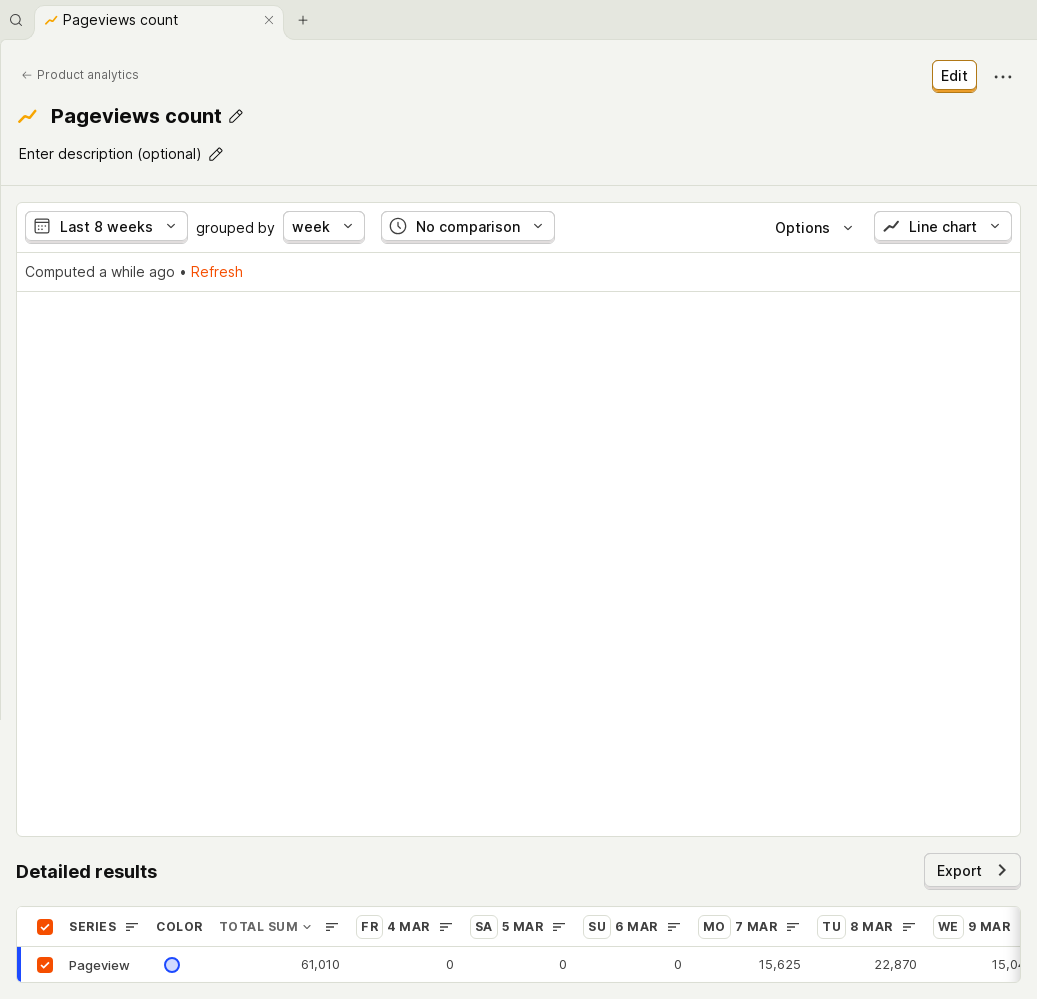 Pageviews count
Product analytics
Edit
Pageviews count
Enter description (optional)
Last 8 weeks grouped by week No comparison Options Line chart
Computed a while ago • Refresh
Detailed results
Export
SERIES COLOR TOTAL SUM FR 4 MAR SA 5 MAR SU 6 MAR MO 7 MAR TU 8 MAR WE 9 MAR
Pageview 61,010 0 0 0 15,625 22,870